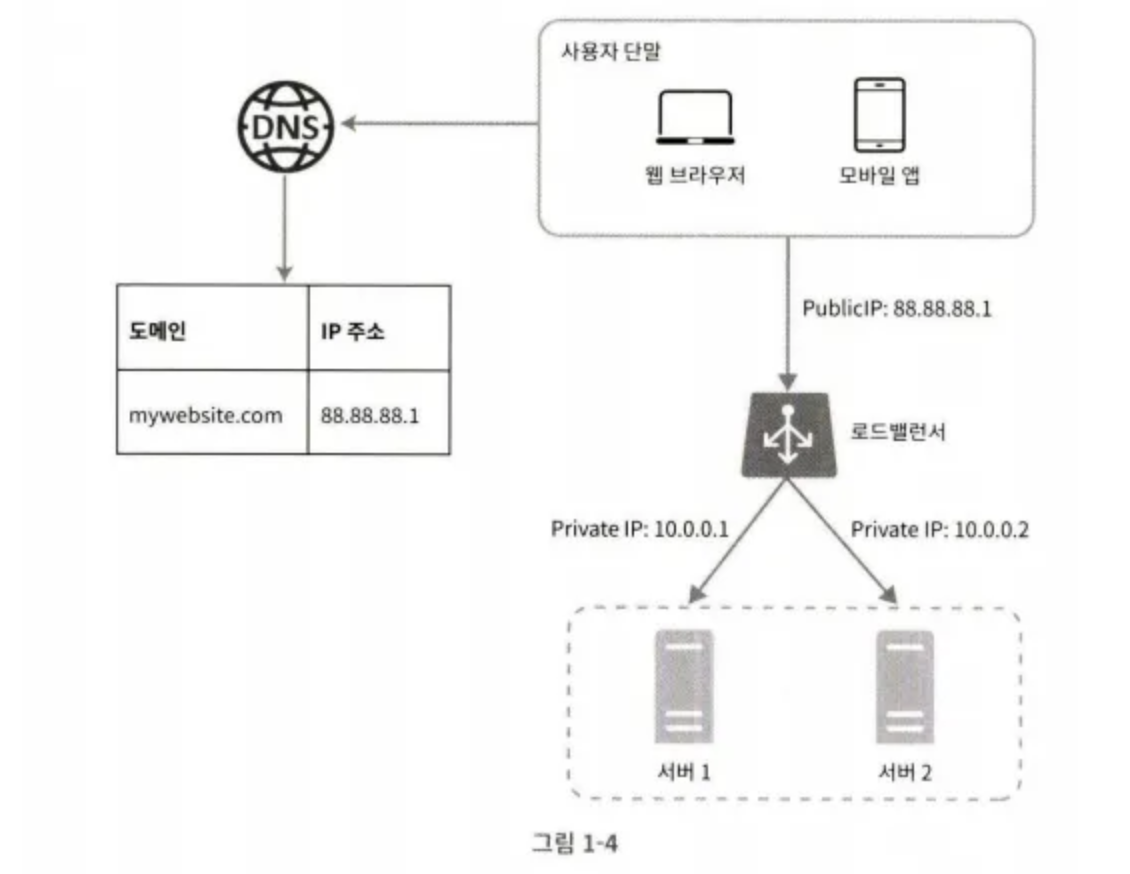 사용자 단말
DNS
웹 브라우저
모바일 앱
PublicIP: 88.88.88.1
도메인
IP 주소
mywebsite.com
88.88.88.1
로드밸런서
Private IP: 10.0.0.1
Private IP: 10.0.0.2
서버 1
서버 2
그림 1-4